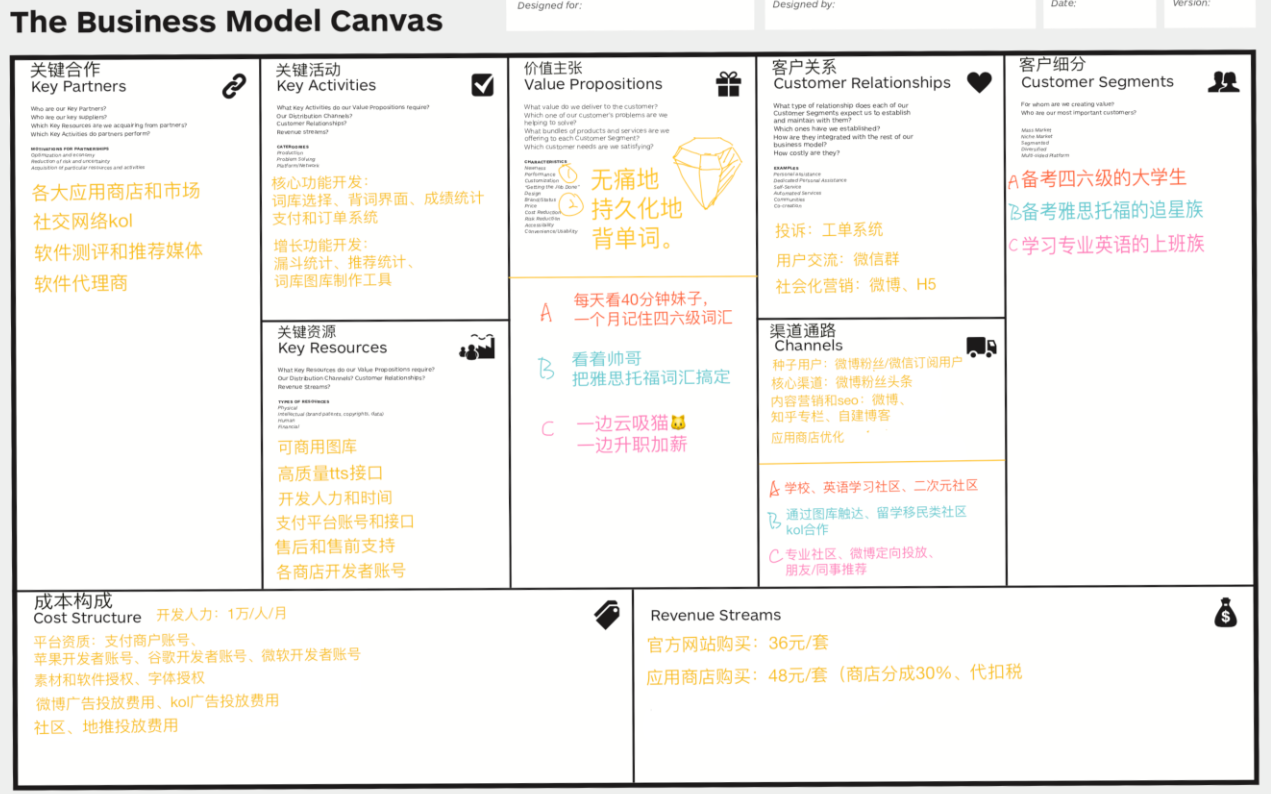 The Business Model Canvas
Designed for:
Designed by:
Date:
Version:
关键合作
Key Partners
Who are our Key Partners?
Who are our key suppliers?
Which Key Resources are we acquairing from partners?
Which Key Activities do partners perform?
MOTIVATIONS FOR PARTNERSHIPS
Optimization and economy
Reduction of risk and uncertainty
Acquisition of particular resources and activities
各大应用商店和市场
社交网络kol
软件测评和推荐媒体
软件代理商
关键活动
Key Activities
What Key Activities do our Value Propositions require?
Our Distribution Channels?
Customer Relationships?
Revenue streams?
CATEGORIES
Production
Problem Solving
Platform/Network
核心功能开发：
词库选择、背词界面、成绩统计
支付和订单系统
增长功能开发：
漏斗统计、推荐统计、
词库图库制作工具
关键资源
Key Resources
What Key Resources do our Value Propositions require?
Our Distribution Channels? Customer Relationships?
Revenue Streams?
TYPES OF RESOURCES
Physical
Intellectual (brand patents, copyrights, data)
Human
Financial
可商用图库
高质量tts接口
开发人力和时间
支付平台账号和接口
售后和售前支持
各商店开发者账号
价值主张
Value Propositions
What value do we deliver to the customer?
Which one of our customer's problems are we
helping to solve?
What bundles of products and services are we
offering to each Customer Segment?
Which customer needs are we satisfying?
CHARACTERISTICS
Newness
Performance
Customization
"Getting the Job Done"
Design
Brand/Status
Price
Cost Reduction
Risk Reduction
Accessibility
Convenience/Usability
① 无痛地
② 持久化地
背单词。
A 每天看40分钟妹子，
一个月记住四六级词汇
B 看着帅哥
把雅思托福词汇搞定
C 一边云吸猫🐱
一边升职加薪
客户关系
Customer Relationships
What type of relationship does each of our
Customer Segments expect us to establish
and maintain with them?
Which ones have we established?
How are they integrated with the rest of our
business model?
How costly are they?
EXAMPLES
Personal assistance
Dedicated Personal Assistance
Self-Service
Automated Services
Communities
Co-creation
投诉：工单系统
用户交流：微信群
社会化营销：微博、H5
渠道通路
Channels
种子用户：微博粉丝/微信订阅用户
核心渠道：微博粉丝头条
内容营销和seo：微博、
知乎专栏、自建博客
应用商店优化
A 学校、英语学习社区、二次元社区
B 通过图库触达、留学移民类社区
kol合作
C 专业社区、微博定向投放、
朋友/同事推荐
客户细分
Customer Segments
For whom are we creating value?
Who are our most important customers?
Mass Market
Niche Market
Segmented
Diversified
Multi-sided Platform
A 备考四六级的大学生
B 备考雅思托福的追星族
C 学习专业英语的上班族
成本构成
Cost Structure
开发人力：1万/人/月
平台资质：支付商户账号、
苹果开发者账号、谷歌开发者账号、微软开发者账号
素材和软件授权、字体授权
微博广告投放费用、kol广告投放费用
社区、地推投放费用
Revenue Streams
官方网站购买：36元/套
应用商店购买：48元/套（商店分成30%、代扣税